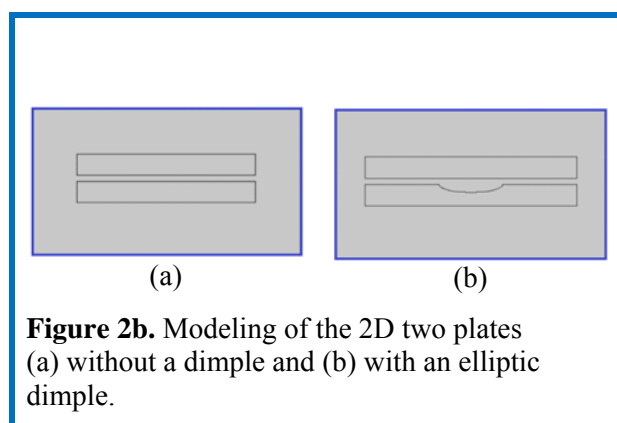 (a)
(b)
Figure 2b. Modeling of the 2D two plates
(a) without a dimple and (b) with an elliptic
dimple.